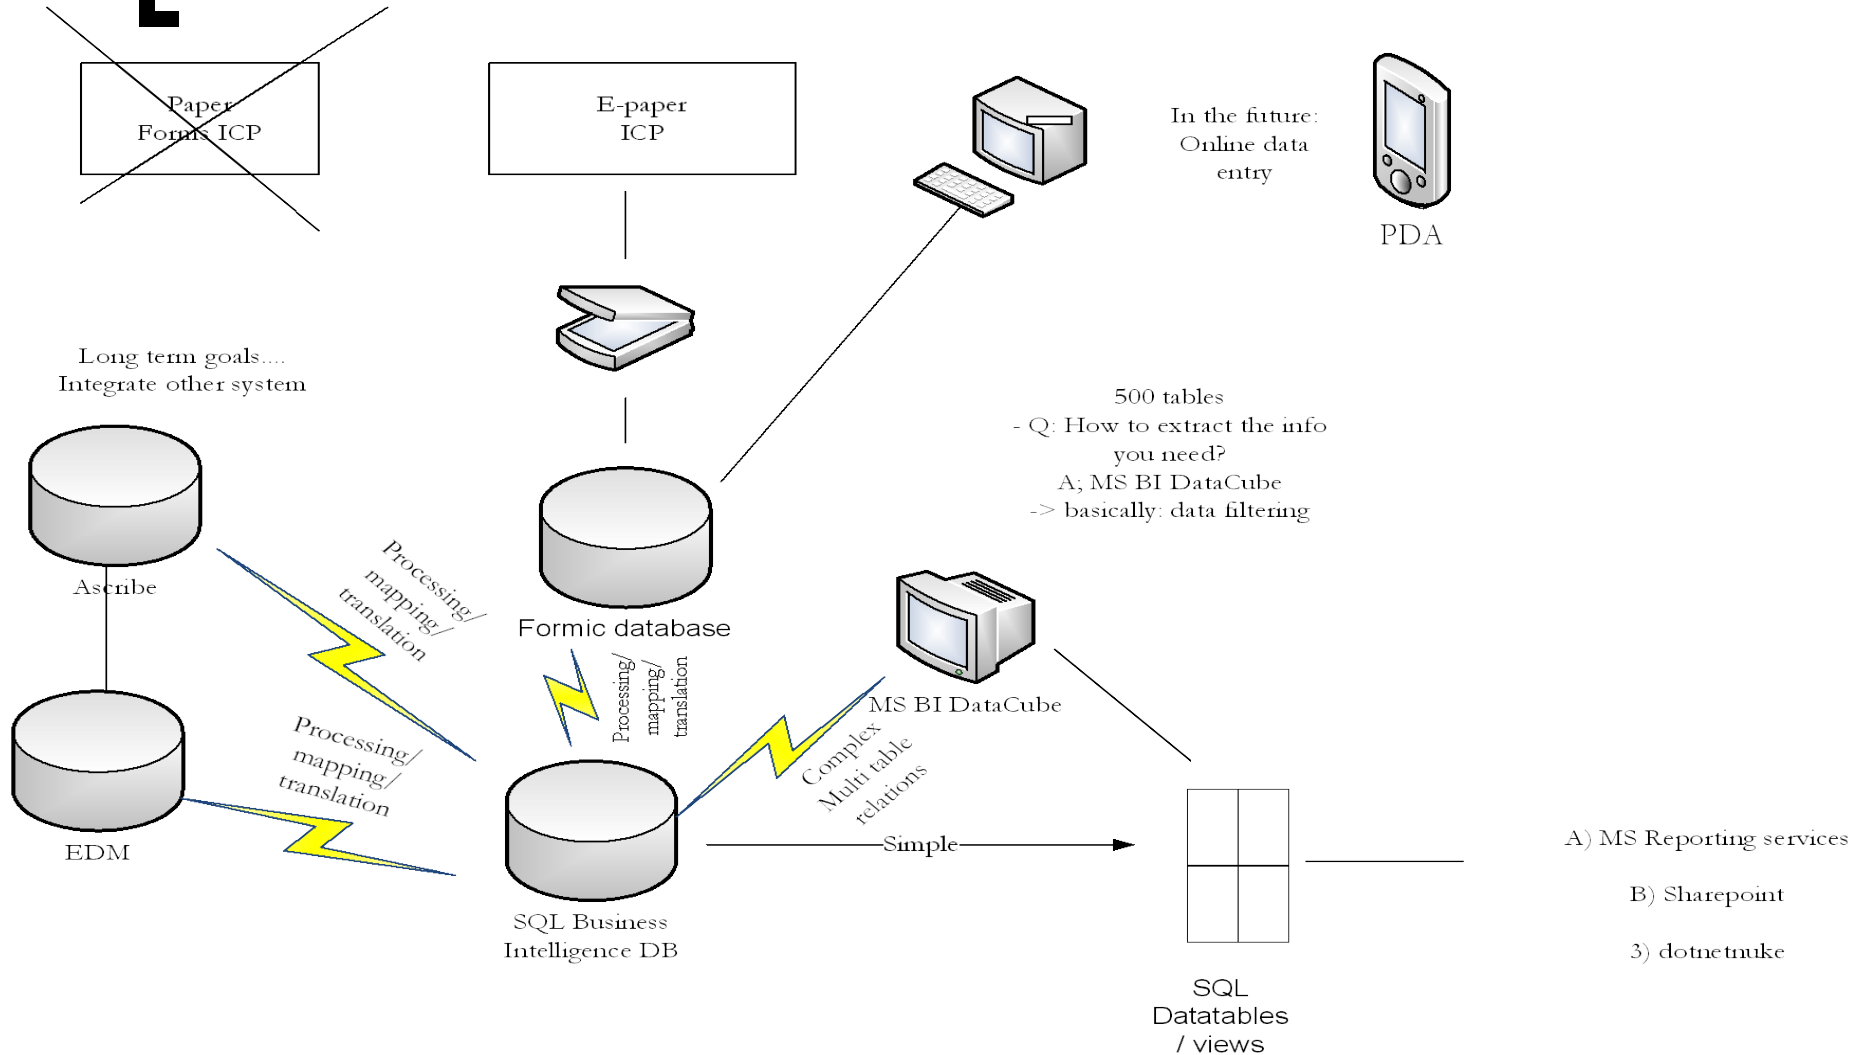 Paper
Forms ICP
E-paper
ICP
In the future:
Online data
entry
PDA
Long term goals....
Integrate other system
500 tables
- Q: How to extract the info
you need?
A; MS BI DataCube
-> basically: data filtering
Ascribe
Processing/
mapping/
translation
Formic database
Processing/
mapping/
translation
MS BI DataCube
Complex
Multi table
relations
Processing/
mapping/
translation
EDM
Simple
SQL Business
Intelligence DB
A) MS Reporting services
B) Sharepoint
3) dotnetnuke
SQL
Datatables
/ views